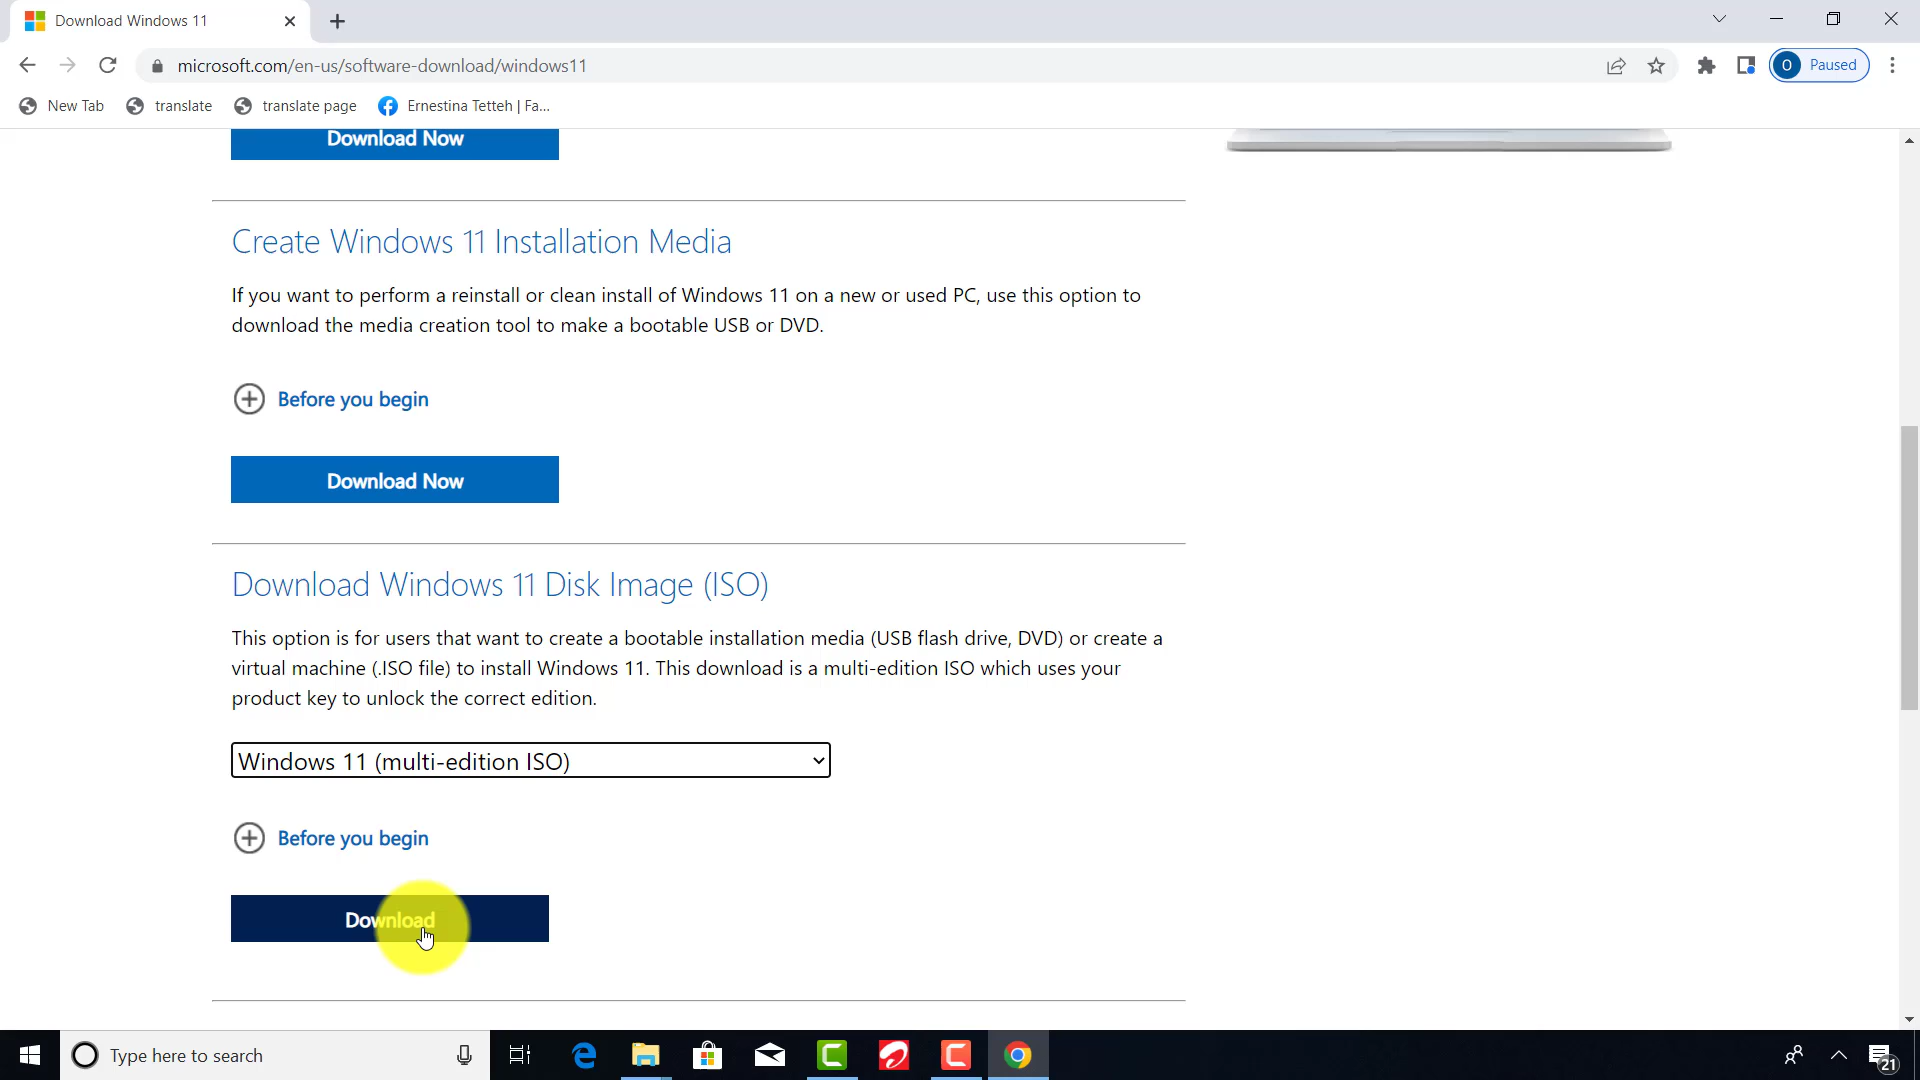 Download Windows 11
microsoft.com/en-us/software-download/windows11
O Paused
New Tab translate translate page Ernestina Tetteh | Fa...
Download Now
Create Windows 11 Installation Media
If you want to perform a reinstall or clean install of Windows 11 on a new or used PC, use this option to
download the media creation tool to make a bootable USB or DVD.
Before you begin
Download Now
Download Windows 11 Disk Image (ISO)
This option is for users that want to create a bootable installation media (USB flash drive, DVD) or create a
virtual machine (.ISO file) to install Windows 11. This download is a multi-edition ISO which uses your
product key to unlock the correct edition.
Windows 11 (multi-edition ISO)
Before you begin
Download
Type here to search
21